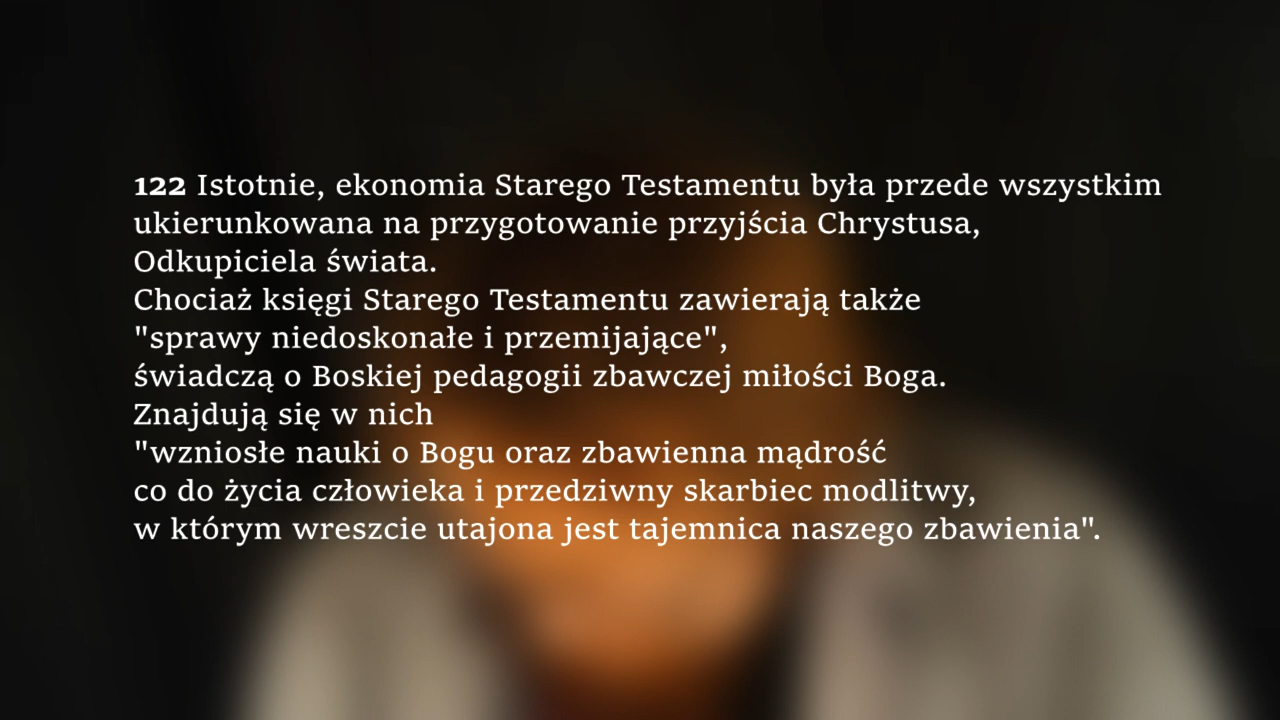 122 Istotnie, ekonomia Starego Testamentu była przede wszystkim
ukierunkowana na przygotowanie przyjścia Chrystusa,
Odkupiciela świata.
Chociaż księgi Starego Testamentu zawierają także
"sprawy niedoskonałe i przemijające",
świadczą o Boskiej pedagogii zbawczej miłości Boga.
Znajdują się w nich
"wzniosłe nauki o Bogu oraz zbawienna mądrość
co do życia człowieka i przedziwny skarbiec modlitwy,
w którym wreszcie utajona jest tajemnica naszego zbawienia".